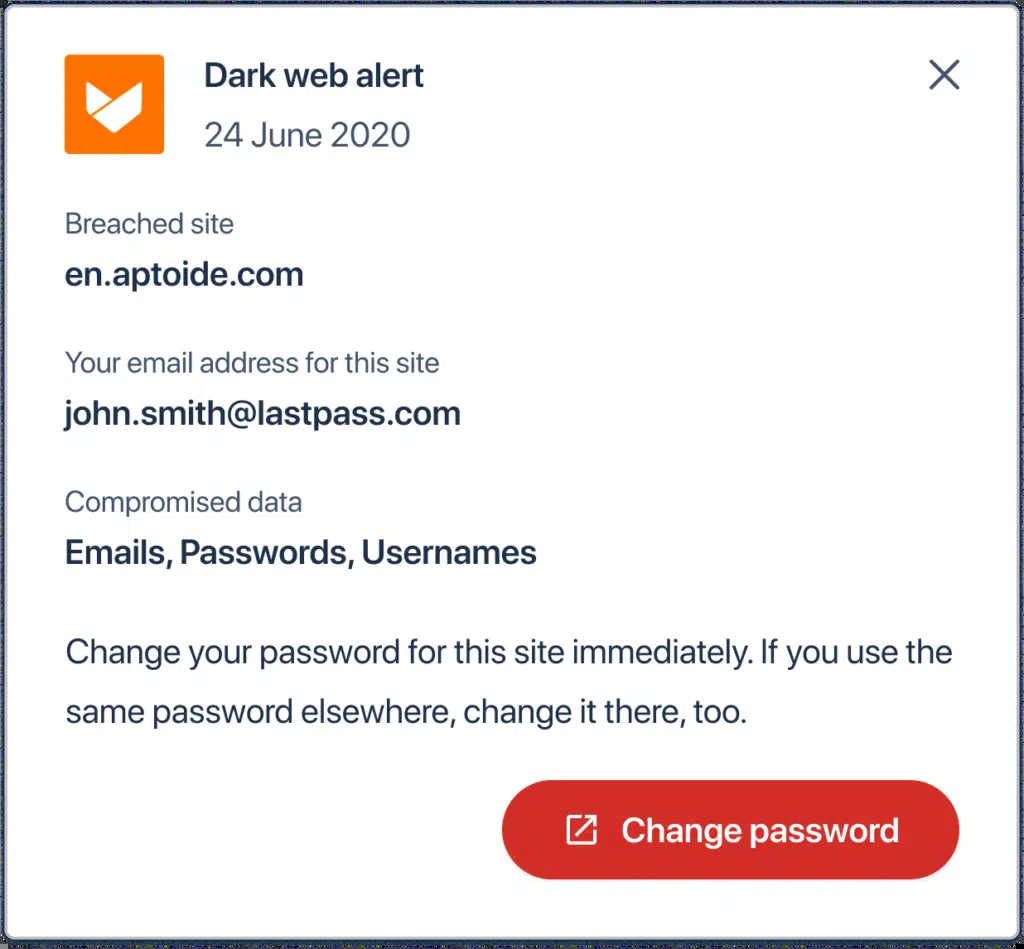 Dark web alert
24 June 2020
Breached site
en.aptoide.com
Your email address for this site
john.smith@lastpass.com
Compromised data
Emails, Passwords, Usernames
Change your password for this site immediately. If you use the
same password elsewhere, change it there, too.
Change password